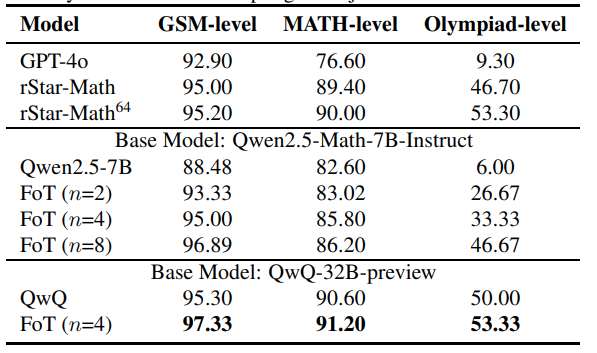 Model GSM-level MATH-level Olympiad-level
GPT-4o 92.90 76.60 9.30
rStar-Math 95.00 89.40 46.70
rStar-Math64 95.20 90.00 53.30
Base Model: Qwen2.5-Math-7B-Instruct
Qwen2.5-7B 88.48 82.60 6.00
FoT (n=2) 93.33 83.02 26.67
FoT (n=4) 95.00 85.80 33.33
FoT (n=8) 96.89 86.20 46.67
Base Model: QwQ-32B-preview
QwQ 95.30 90.60 50.00
FoT (n=4) 97.33 91.20 53.33